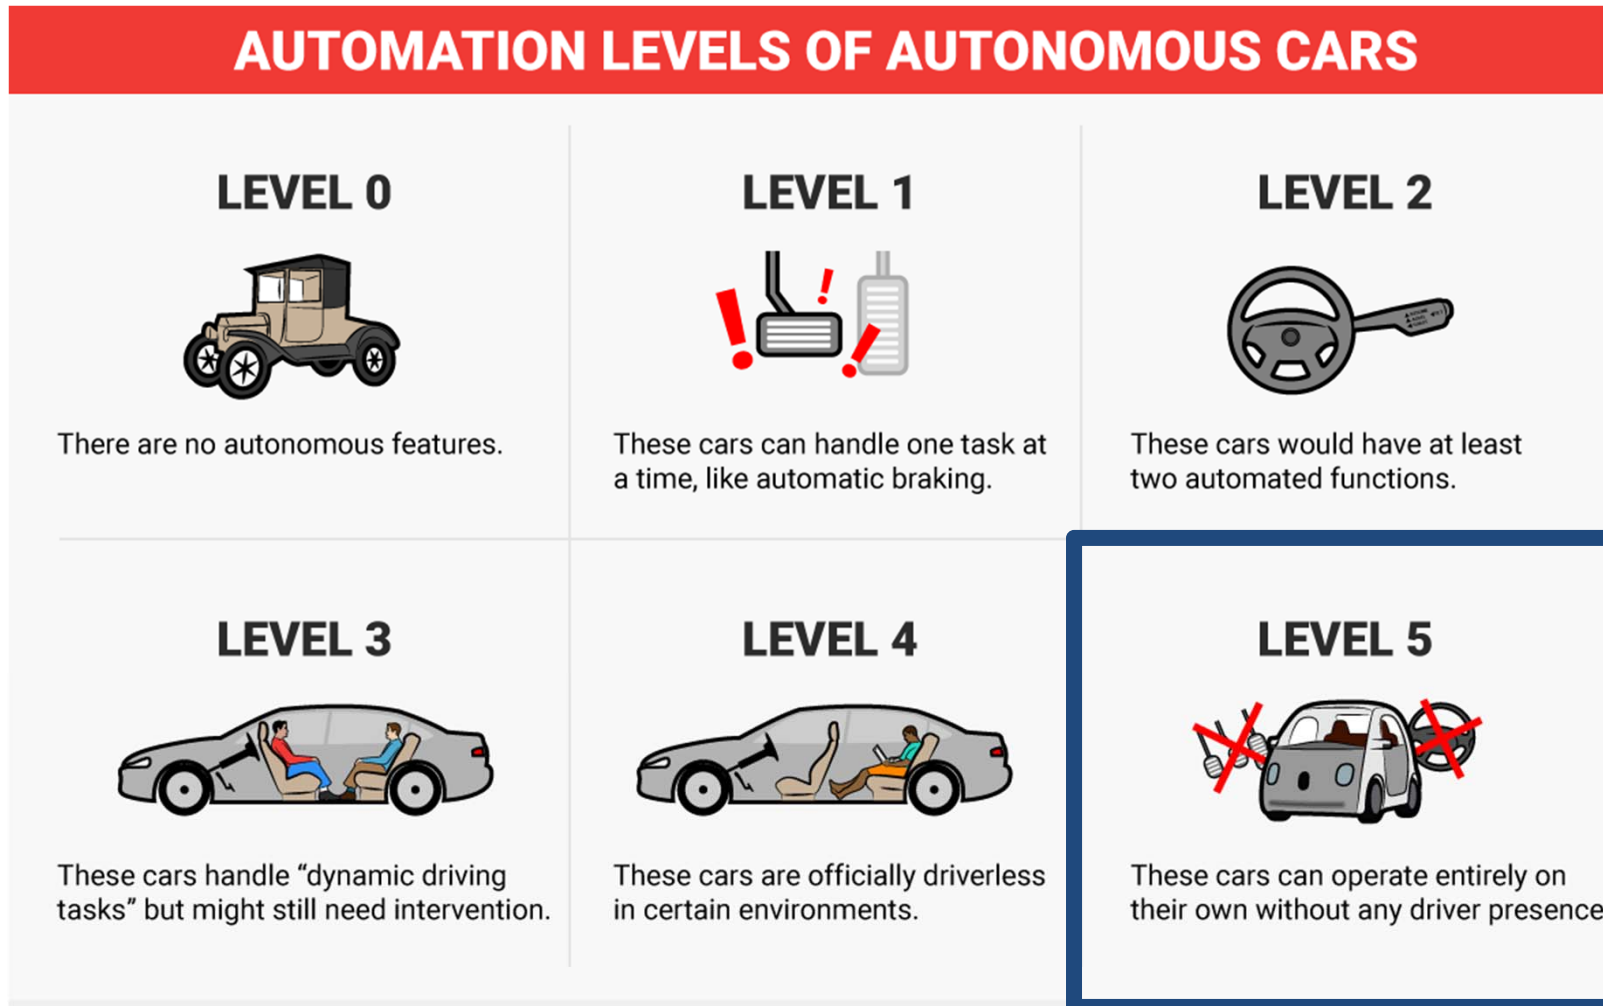 AUTOMATION LEVELS OF AUTONOMOUS CARS
LEVEL 0
There are no autonomous features.
LEVEL 1
These cars can handle one task at
a time, like automatic braking.
LEVEL 2
These cars would have at least
two automated functions.
LEVEL 3
These cars handle “dynamic driving
tasks” but might still need intervention.
LEVEL 4
These cars are officially driverless
in certain environments.
LEVEL 5
These cars can operate entirely on
their own without any driver presence